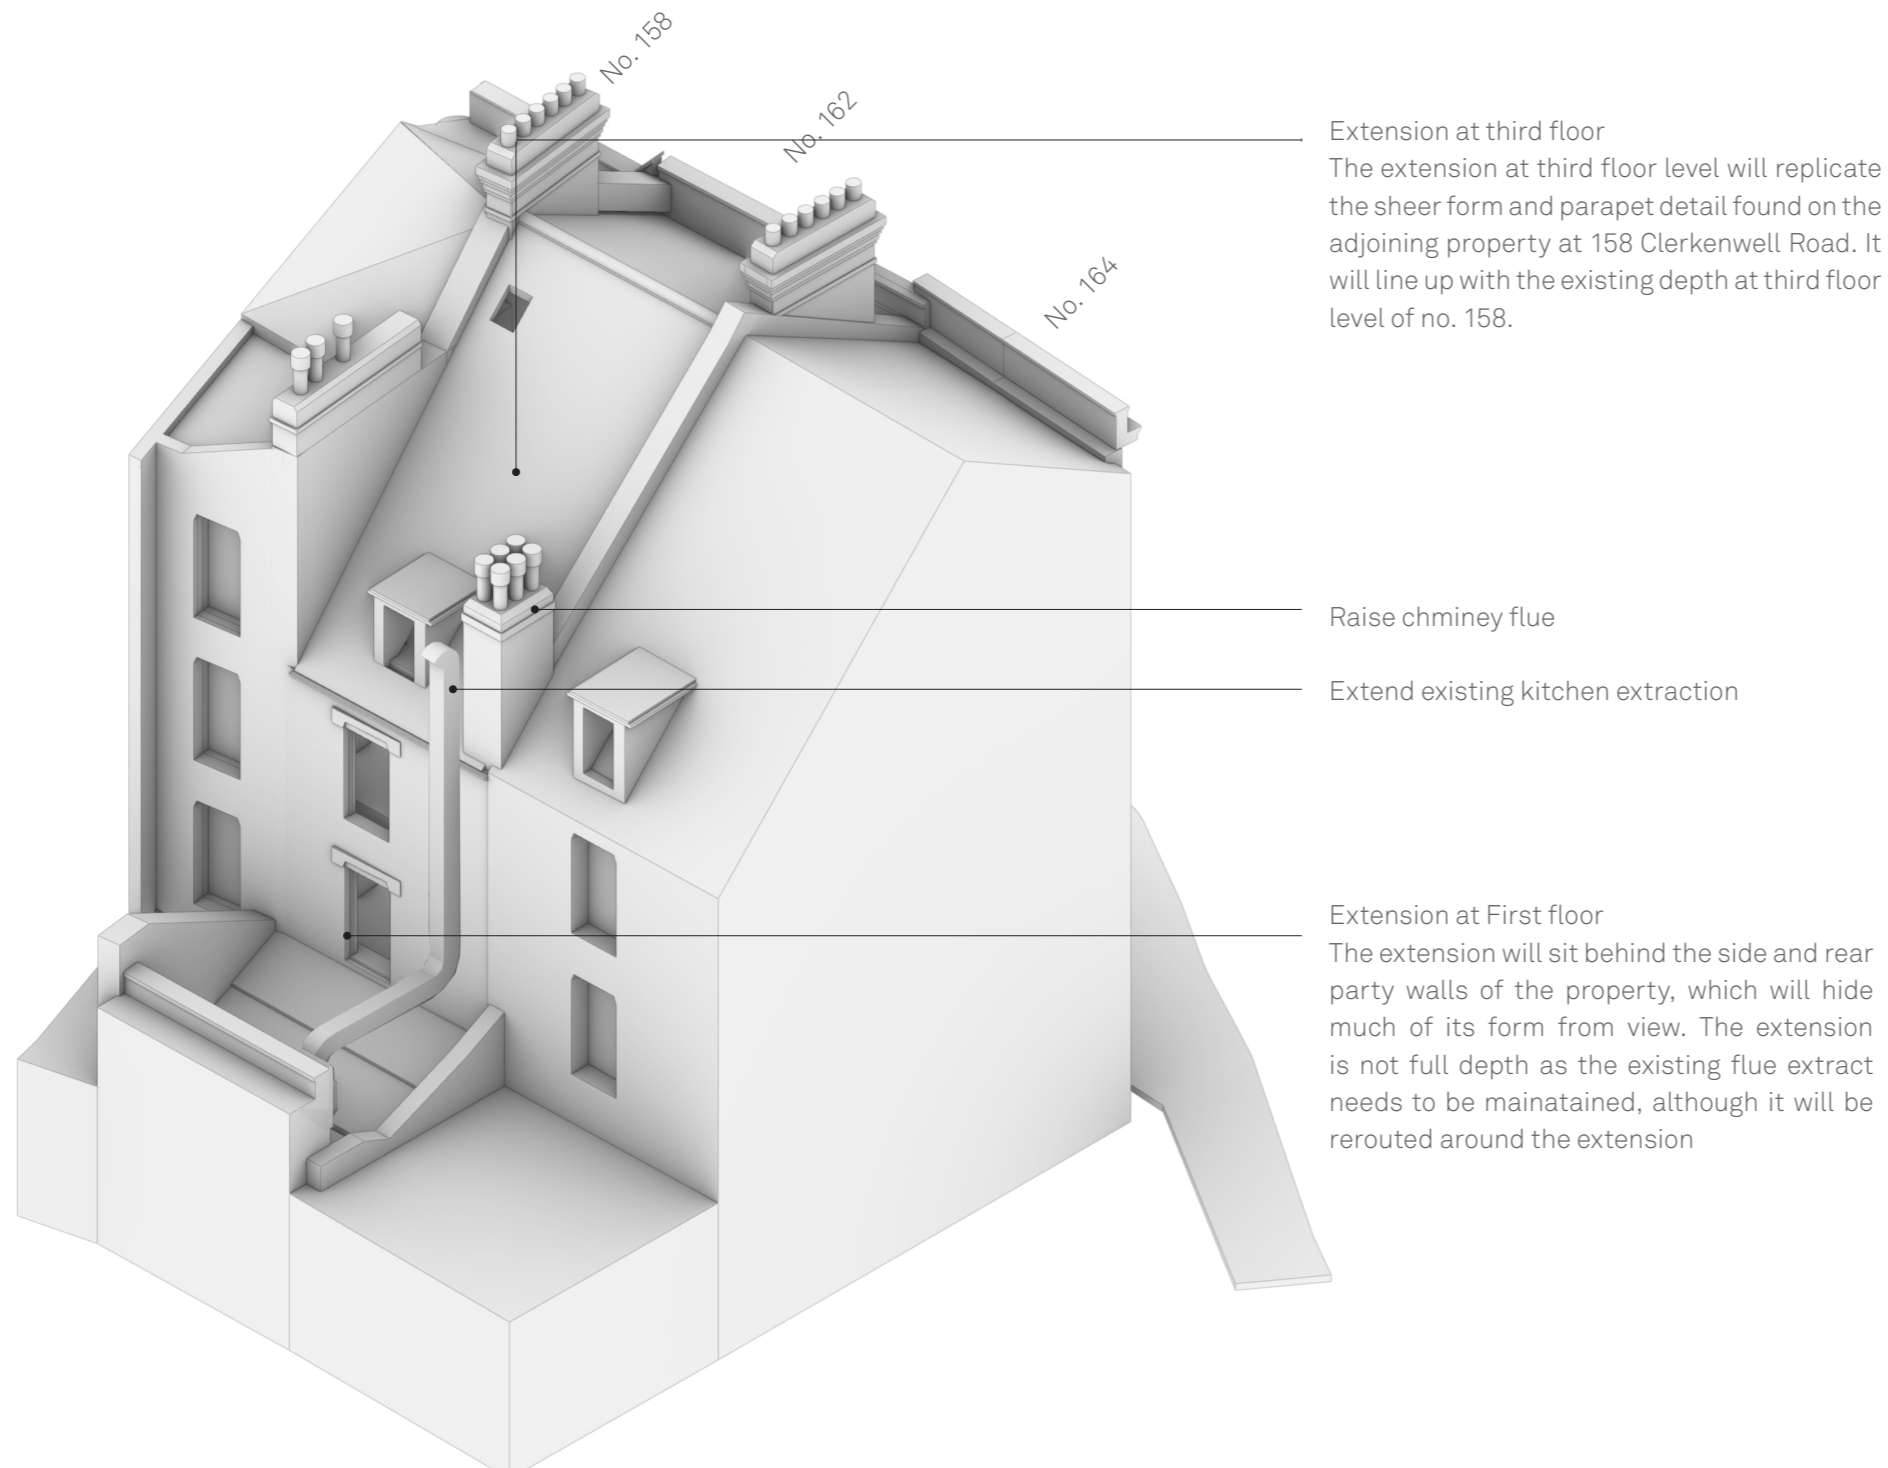 No. 158
No. 162
No. 164
Extension at third floor
The extension at third floor level will replicate
the sheer form and parapet detail found on the
adjoining property at 158 Clerkenwell Road. It
will line up with the existing depth at third floor
level of no. 158.
Raise chminey flue
Extend existing kitchen extraction
Extension at First floor
The extension will sit behind the side and rear
party walls of the property, which will hide
much of its form from view. The extension
is not full depth as the existing flue extract
needs to be mainatained, although it will be
rerouted around the extension